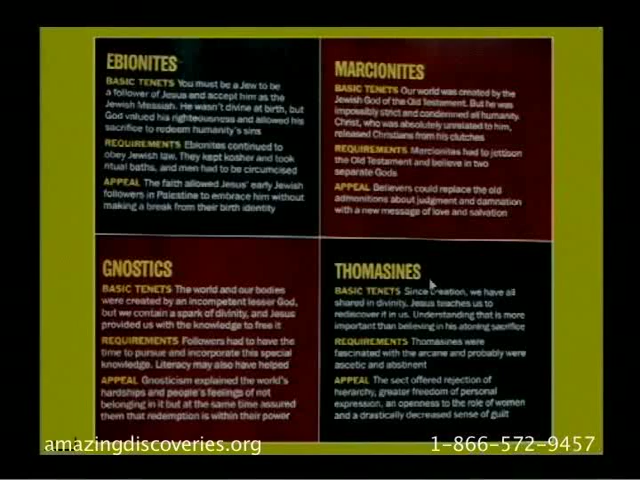 EBIONITES
BASIC TENETS You must be a Jew to be
a follower of Jesus and accept him as the
Jewish Messiah. He wasn't divine at birth, but
God valued his righteousness and allowed his
sacrifice to redeem humanity's sins
REQUIREMENTS Ebionites continued to
obey Jewish law. They kept kosher and took
ritual baths, and men had to be circumcised
APPEAL The faith allowed Jesus' early Jewish
followers in Palestine to embrace him without
making a break from their birth identity
MARCIONITES
BASIC TENETS Our world was created by the
Jewish God of the Old Testament. But he was
impossibly strict and condemned all humanity.
Christ, who was absolutely unrelated to him,
released Christians from his clutches
REQUIREMENTS Marcionites had to jettison
the Old Testament and believe in two
separate Gods
APPEAL Believers could replace the old
admonitions about judgment and damnation
with a new message of love and salvation
GNOSTICS
BASIC TENETS The world and our bodies
were created by an incompetent lesser God,
but we contain a spark of divinity, and Jesus
provided us with the knowledge to free it
REQUIREMENTS Followers had to have the
time to pursue and incorporate this special
knowledge. Literacy may also have helped
APPEAL Gnosticism explained the world's
hardships and people's feelings of not
belonging in it but at the same time assured
them that redemption is within their power
THOMASINES
BASIC TENETS Since creation, we have all
shared in divinity. Jesus teaches us to
rediscover it in us. Understanding that is more
important than believing in his atoning sacrifice
REQUIREMENTS Thomasines were
fascinated with the arcane and probably were
ascetic and abstinent
APPEAL The sect offered rejection of
hierarchy, greater freedom of personal
expression, an openness to the role of women
and a drastically decreased sense of guilt
amazingdiscoveries.org
1-866-572-9457